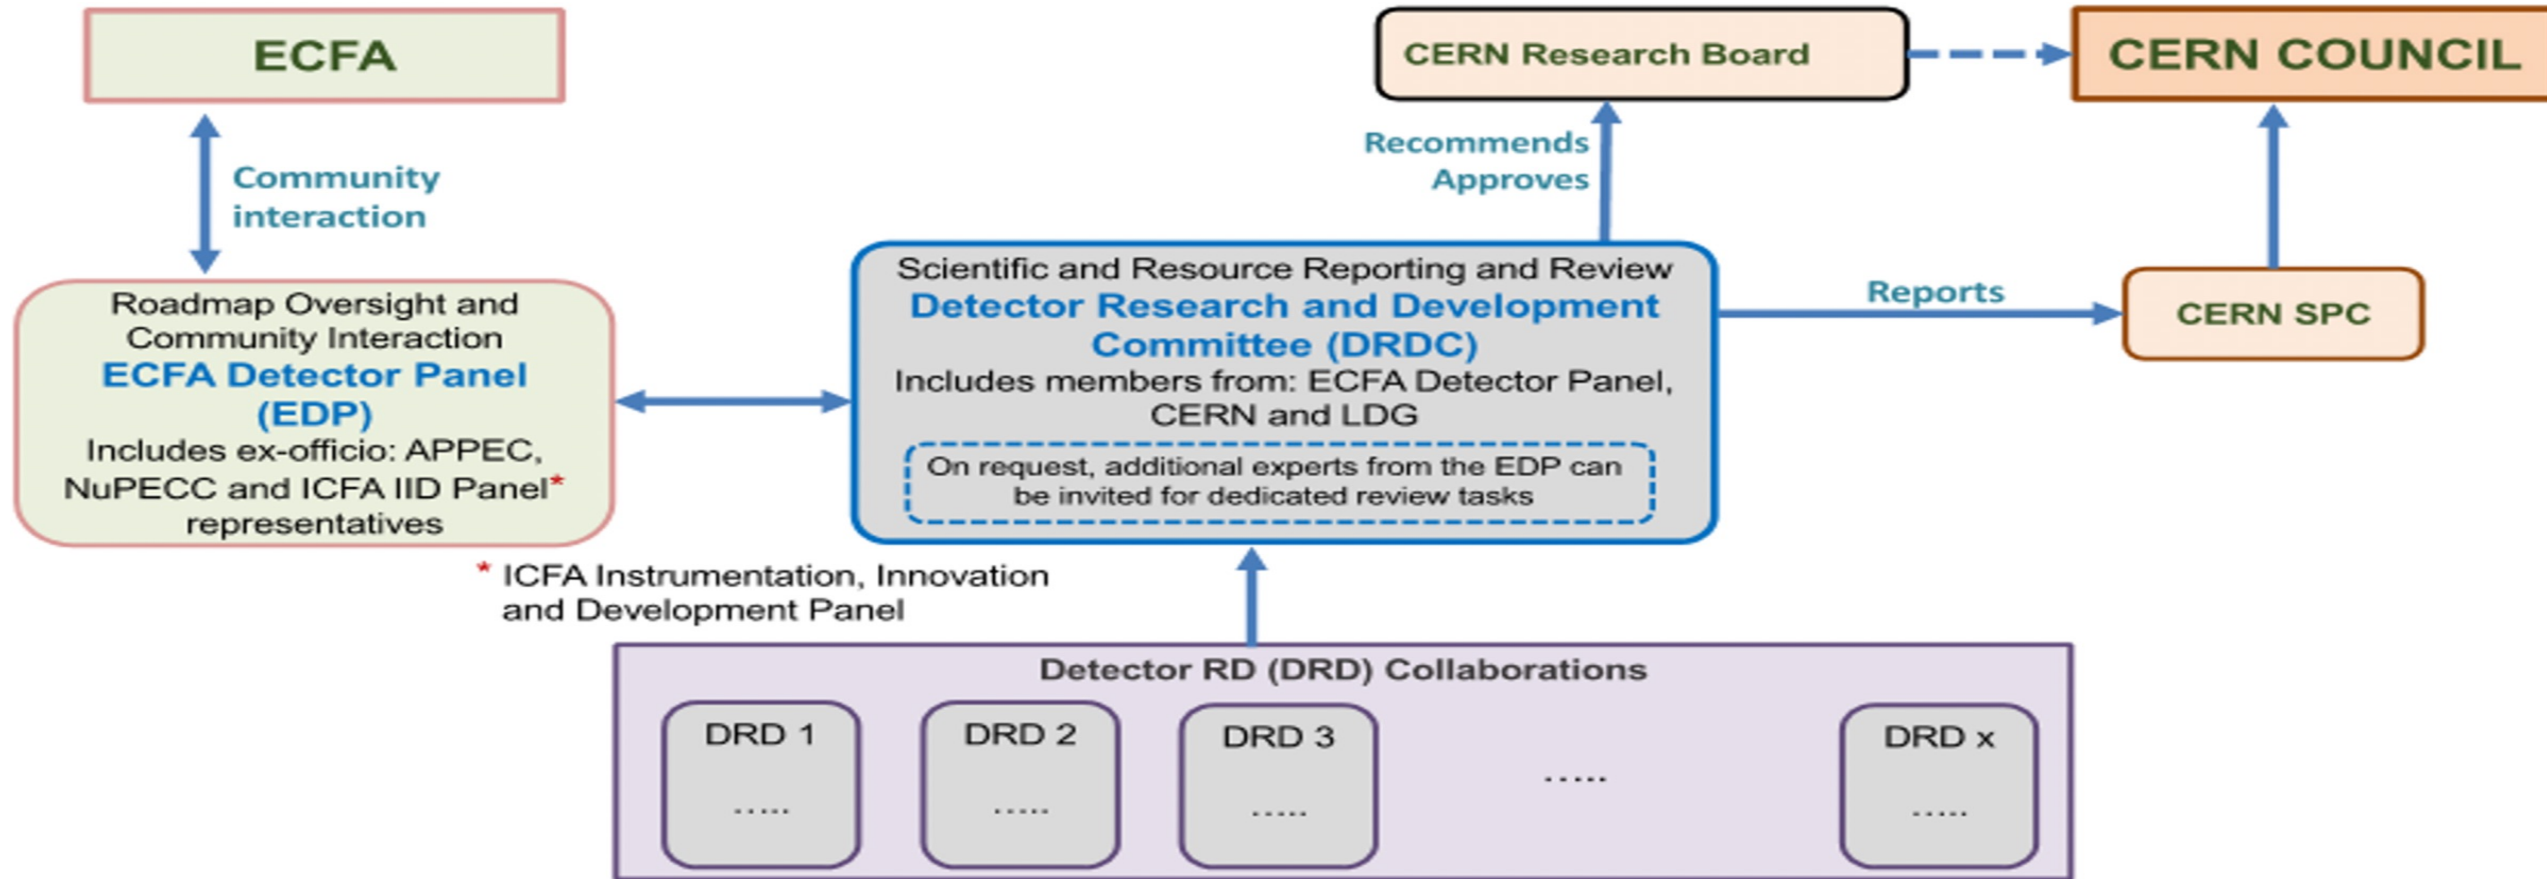 ECFA
CERN Research Board
CERN COUNCIL
Community
interaction
Recommends
Approves
Roadmap Oversight and
Community Interaction
ECFA Detector Panel
(EDP)
Includes ex-officio: APPEC,
NuPECC and ICFA IID Panel*
representatives
Scientific and Resource Reporting and Review
Detector Research and Development
Committee (DRDC)
Includes members from: ECFA Detector Panel,
CERN and LDG
On request, additional experts from the EDP can
be invited for dedicated review tasks
Reports
CERN SPC
* ICFA Instrumentation, Innovation
and Development Panel
Detector RD (DRD) Collaborations
DRD 1
.....
DRD 2
.....
DRD 3
.....
.....
DRD x
.....